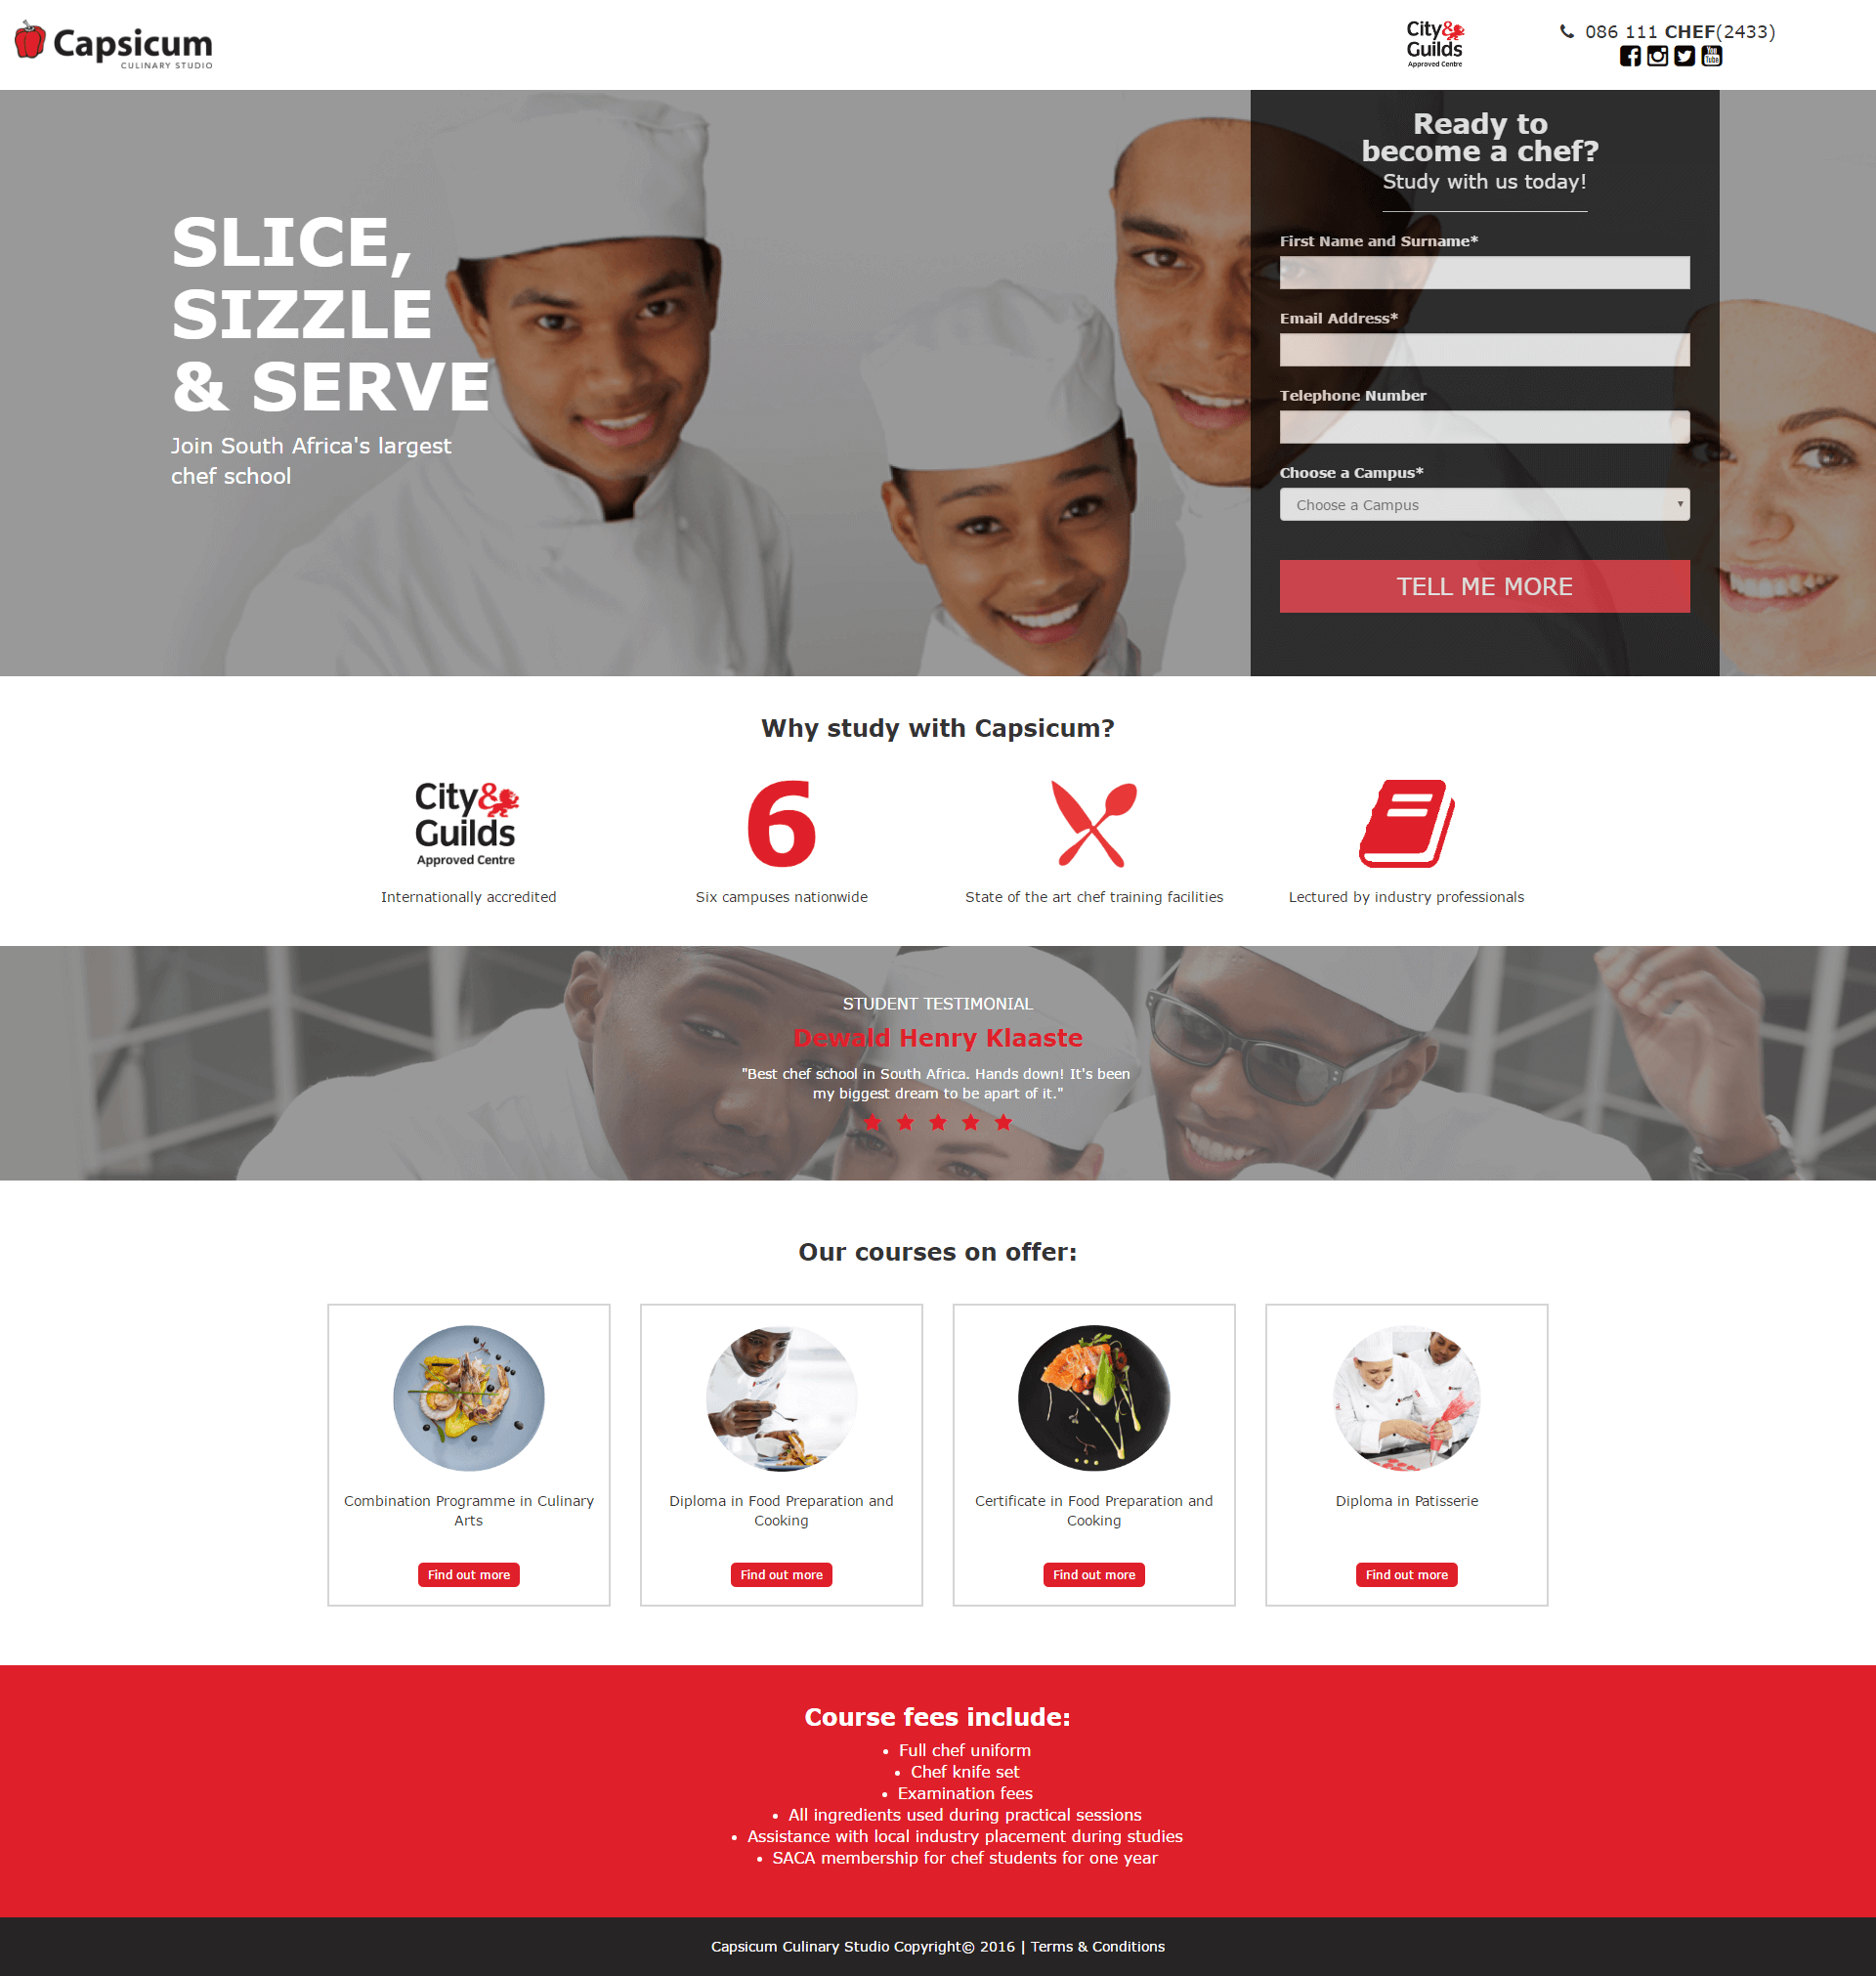 Capsicum
CULINARY STUDIO
City&
Guilds
Approved Centre
086 111 CHEF(2433)
You
Tube
SLICE,
SIZZLE
& SERVE
Join South Africa's largest
chef school
Ready to
become a chef?
Study with us today!
First Name and Surname*
Email Address*
Telephone Number
Choose a Campus*
Choose a Campus
TELL ME MORE
Why study with Capsicum?
City&
Guilds
Approved Centre
Internationally accredited
6
Six campuses nationwide
State of the art chef training facilities
Lectured by industry professionals
STUDENT TESTIMONIAL
Dewald Henry Klaaste
"Best chef school in South Africa. Hands down! It's been
my biggest dream to be apart of it."
Our courses on offer:
Combination Programme in Culinary
Arts
Find out more
Diploma in Food Preparation and
Cooking
Find out more
Certificate in Food Preparation and
Cooking
Find out more
Diploma in Patisserie
Find out more
Course fees include:
• Full chef uniform
• Chef knife set
• Examination fees
• All ingredients used during practical sessions
• Assistance with local industry placement during studies
• SACA membership for chef students for one year
Capsicum Culinary Studio Copyright© 2016 | Terms & Conditions